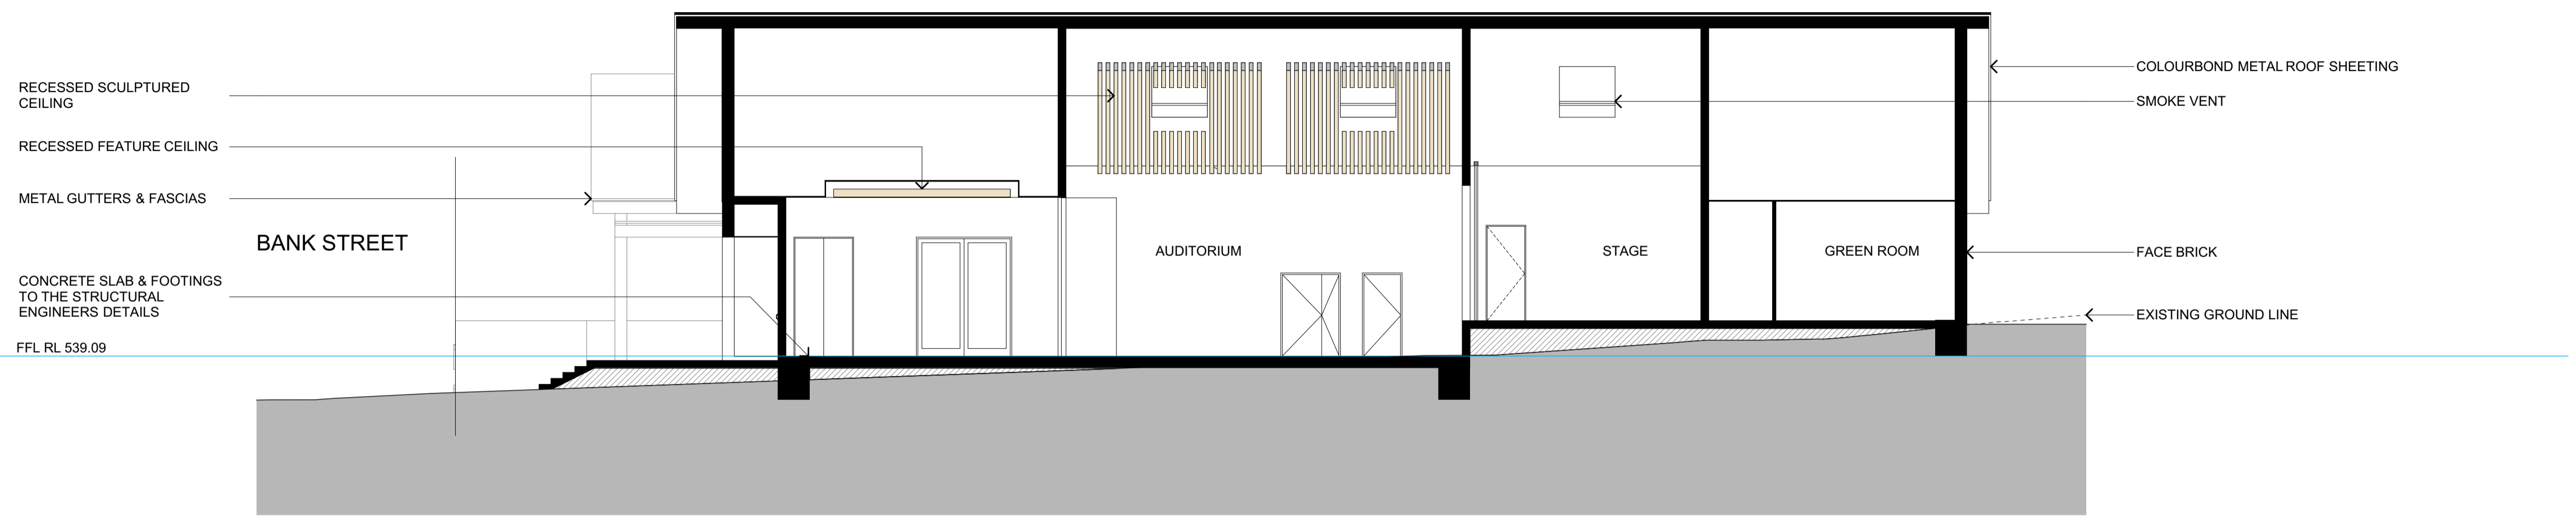 RECESSED SCULPTURED
CEILING
RECESSED FEATURE CEILING
METAL GUTTERS & FASCIAS
BANK STREET
CONCRETE SLAB & FOOTINGS
TO THE STRUCTURAL
ENGINEERS DETAILS
FFL RL 539.09
AUDITORIUM
STAGE
GREEN ROOM
COLOURBOND METAL ROOF SHEETING
SMOKE VENT
FACE BRICK
EXISTING GROUND LINE